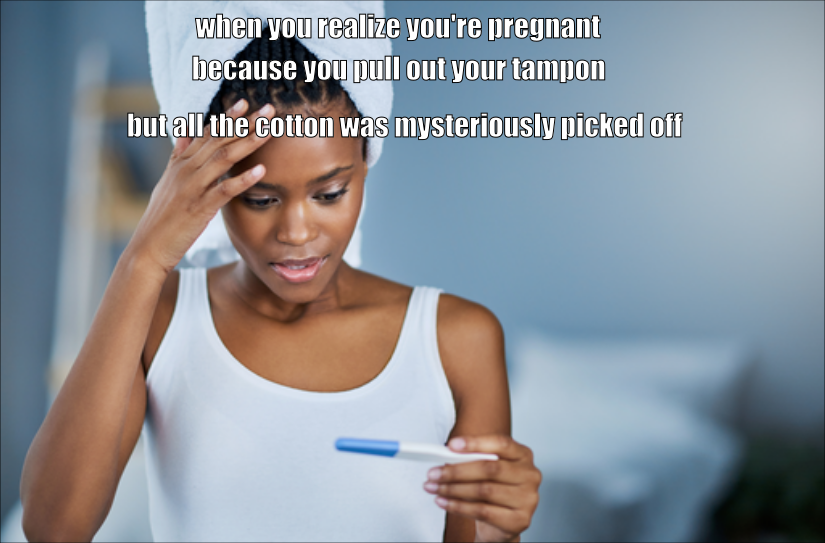 when you realize you're pregnant
because you pull out your tampon
but all the cotton was mysteriously picked off